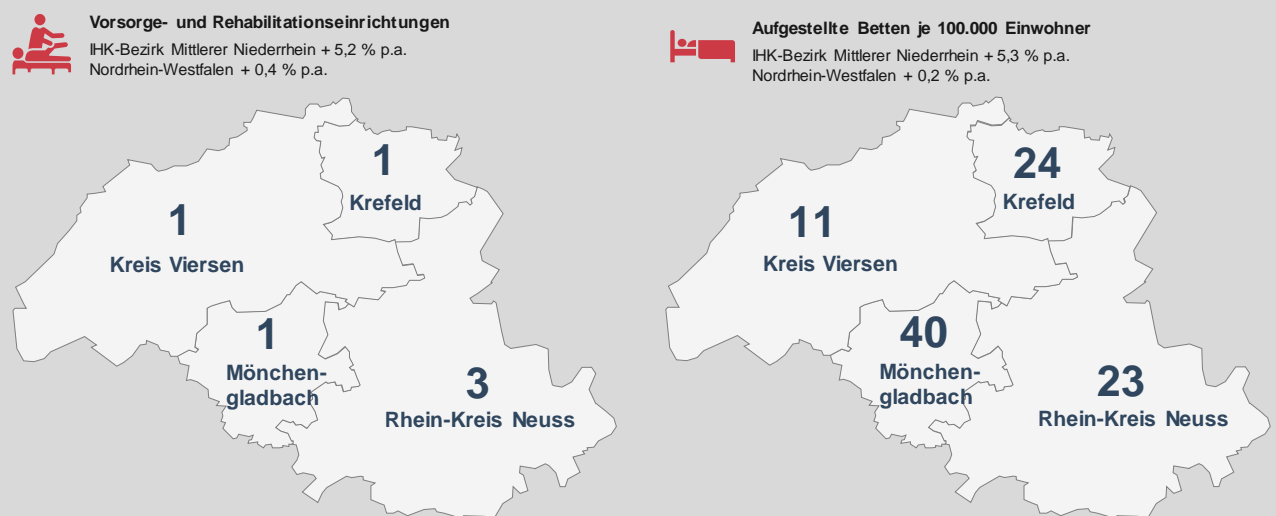 Vorsorge- und Rehabilitationseinrichtungen
IHK-Bezirk Mittlerer Niederrhein + 5,2 % p.a.
Nordrhein-Westfalen + 0,4 % p.a.
1
Krefeld
1
Kreis Viersen
1
Mönchen-
gladbach
3
Rhein-Kreis Neuss
Aufgestellte Betten je 100.000 Einwohner
IHK-Bezirk Mittlerer Niederrhein + 5,3 % p.a.
Nordrhein-Westfalen + 0,2 % p.a.
24
Krefeld
11
Kreis Viersen
40
Mönchen-
gladbach
23
Rhein-Kreis Neuss